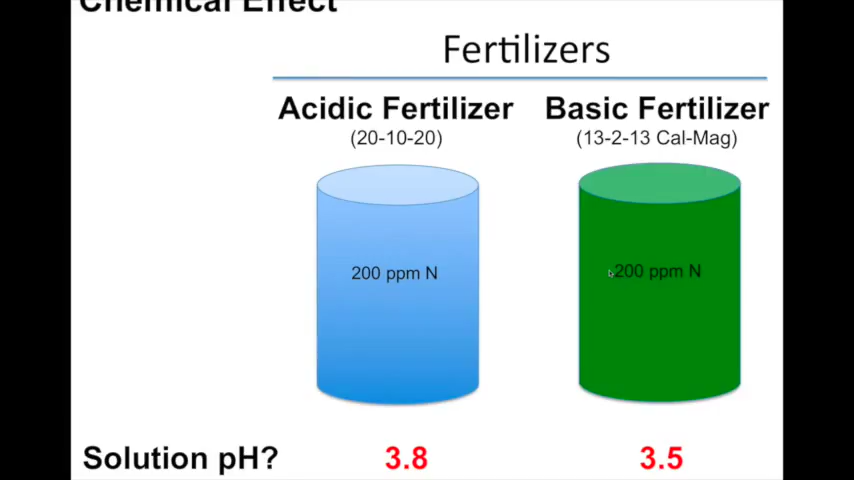 Chemical Effect
Fertilizers
Acidic Fertilizer
(20-10-20)
Basic Fertilizer
(13-2-13 Cal-Mag)
200 ppm N
200 ppm N
Solution pH?
3.8
3.5